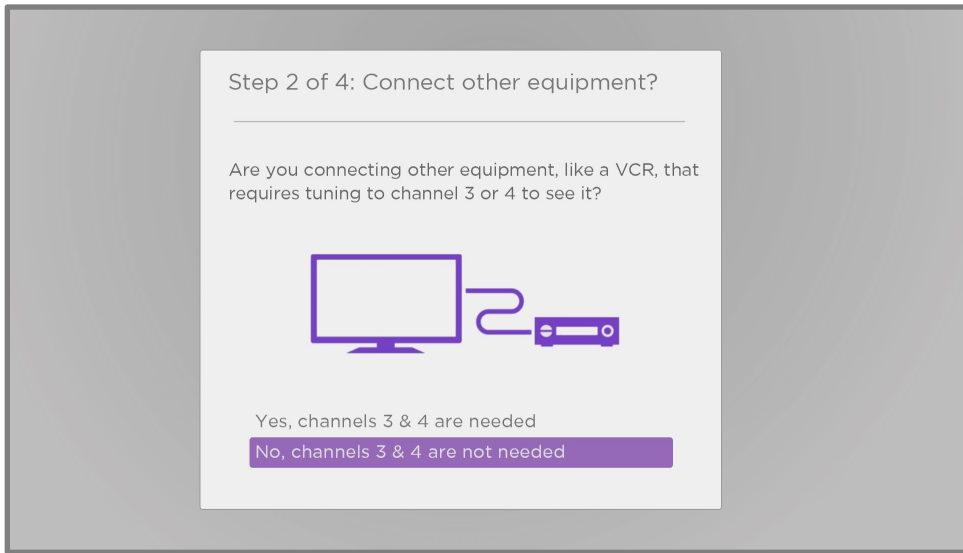 Step 2 of 4: Connect other equipment?
Are you connecting other equipment, like a VCR, that
requires tuning to channel 3 or 4 to see it?
Yes, channels 3 & 4 are needed
No, channels 3 & 4 are not needed